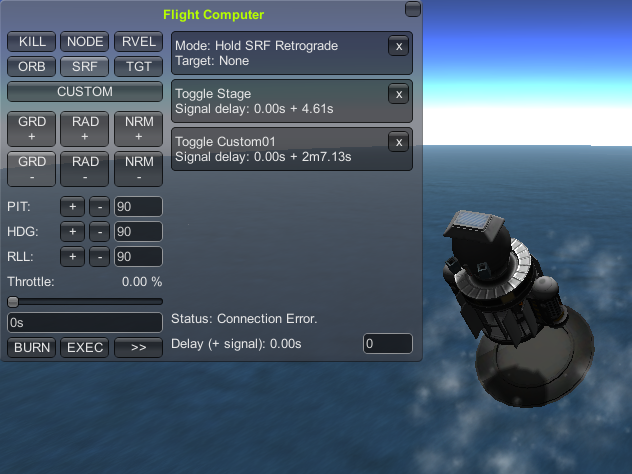 Flight Computer
KILL NODE RVEL
ORB SRF TGT
CUSTOM
GRD + RAD + NRM +
GRD - RAD - NRM -
PIT: + - 90
HDG: + - 90
RLL: + - 90
Throttle: 0.00 %
0s
BURN EXEC >>
Mode: Hold SRF Retrograde x
Target: None
Toggle Stage x
Signal delay: 0.00s + 4.61s
Toggle Custom01 x
Signal delay: 0.00s + 2m7.13s
Status: Connection Error.
Delay (+ signal): 0.00s 0